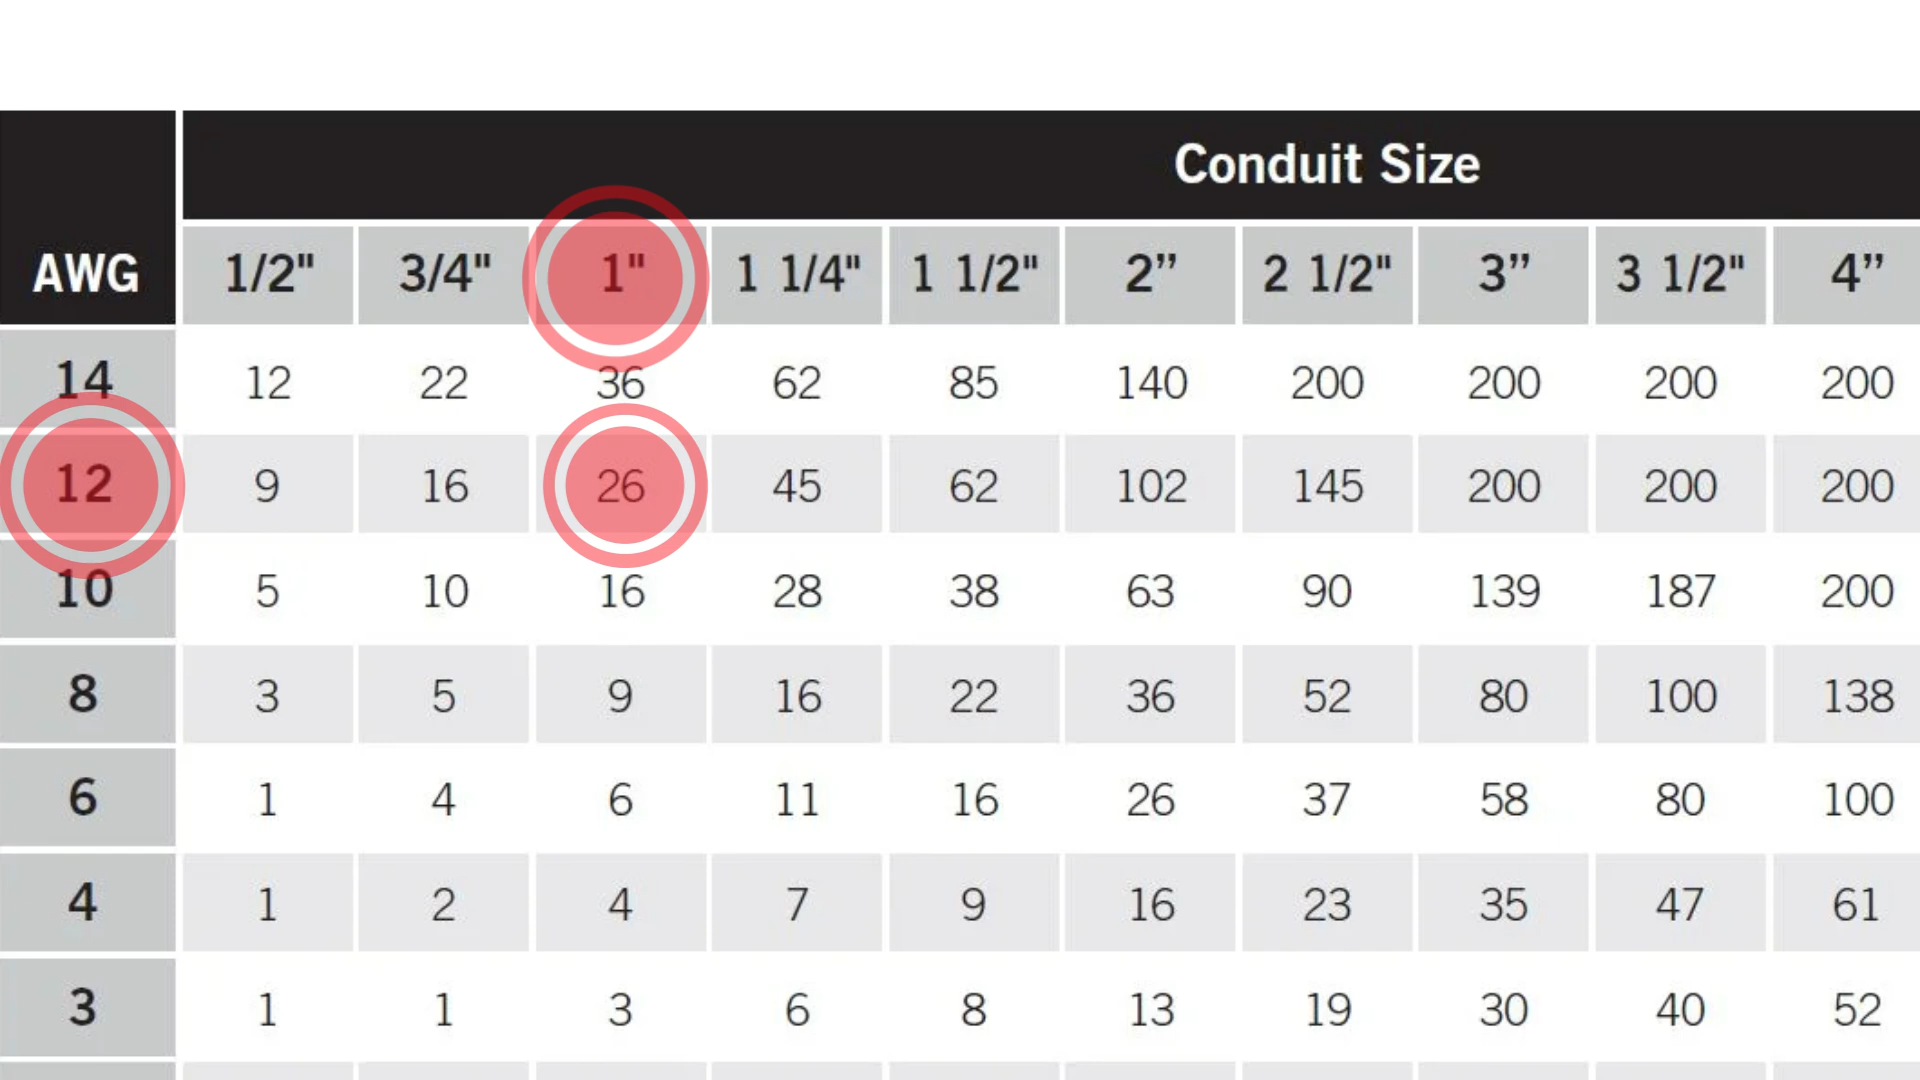 Conduit Size
AWG 1/2" 3/4" 1" 1 1/4" 1 1/2" 2” 2 1/2" 3” 3 1/2" 4”
14 12 22 36 62 85 140 200 200 200 200
12 9 16 26 45 62 102 145 200 200 200
10 5 10 16 28 38 63 90 139 187 200
8 3 5 9 16 22 36 52 80 100 138
6 1 4 6 11 16 26 37 58 80 100
4 1 2 4 7 9 16 23 35 47 61
3 1 1 3 6 8 13 19 30 40 52